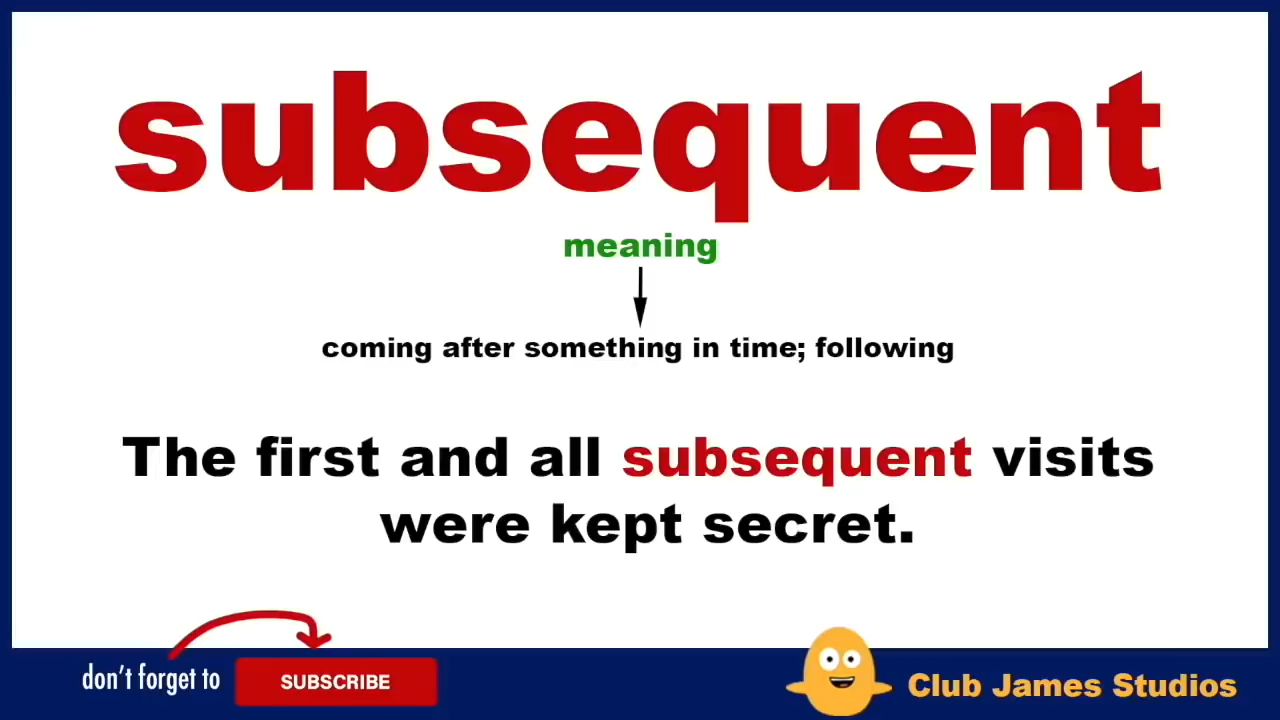 subsequent
meaning
coming after something in time; following
The first and all subsequent visits
were kept secret.
don't forget to
SUBSCRIBE
Club James Studios